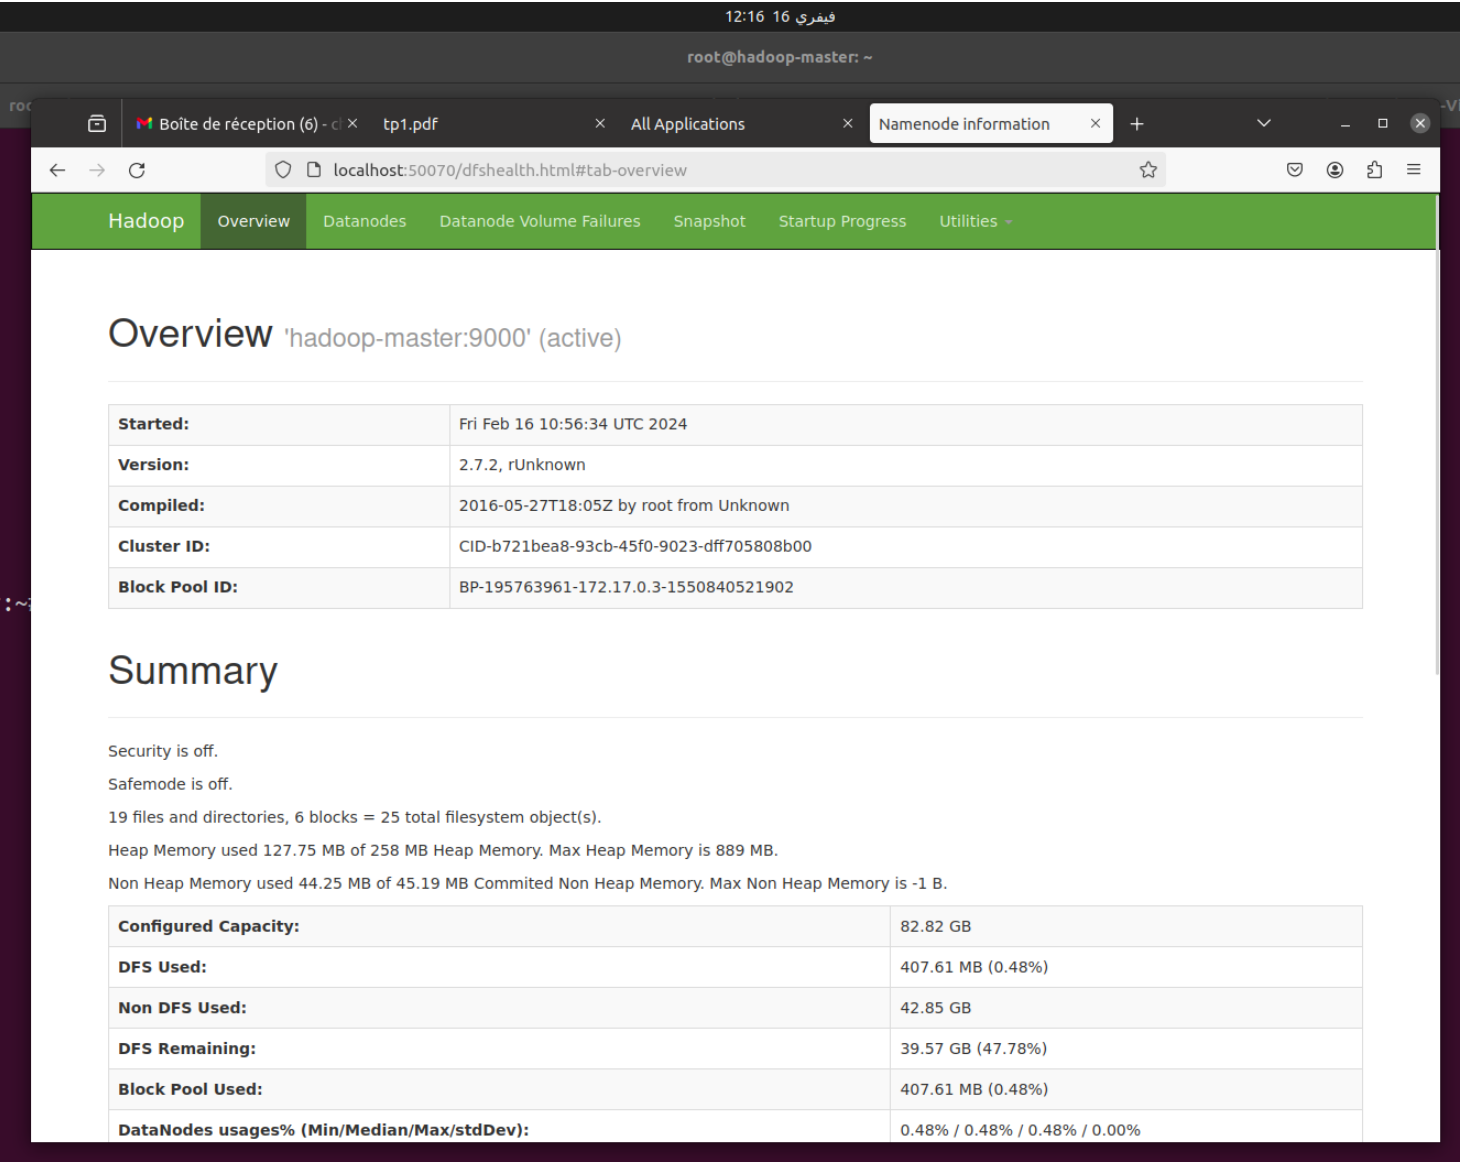 12:16 16 فيفري
root@hadoop-master: ~
Boîte de réception (6) - cl
tp1.pdf
All Applications
Namenode information
localhost:50070/dfshealth.html#tab-overview
Hadoop Overview Datanodes Datanode Volume Failures Snapshot Startup Progress Utilities
Overview 'hadoop-master:9000' (active)
Started: Fri Feb 16 10:56:34 UTC 2024
Version: 2.7.2, rUnknown
Compiled: 2016-05-27T18:05Z by root from Unknown
Cluster ID: CID-b721bea8-93cb-45f0-9023-dff705808b00
Block Pool ID: BP-195763961-172.17.0.3-1550840521902
:~#
Summary
Security is off.
Safemode is off.
19 files and directories, 6 blocks = 25 total filesystem object(s).
Heap Memory used 127.75 MB of 258 MB Heap Memory. Max Heap Memory is 889 MB.
Non Heap Memory used 44.25 MB of 45.19 MB Commited Non Heap Memory. Max Non Heap Memory is -1 B.
Configured Capacity: 82.82 GB
DFS Used: 407.61 MB (0.48%)
Non DFS Used: 42.85 GB
DFS Remaining: 39.57 GB (47.78%)
Block Pool Used: 407.61 MB (0.48%)
DataNodes usages% (Min/Median/Max/stdDev): 0.48% / 0.48% / 0.48% / 0.00%